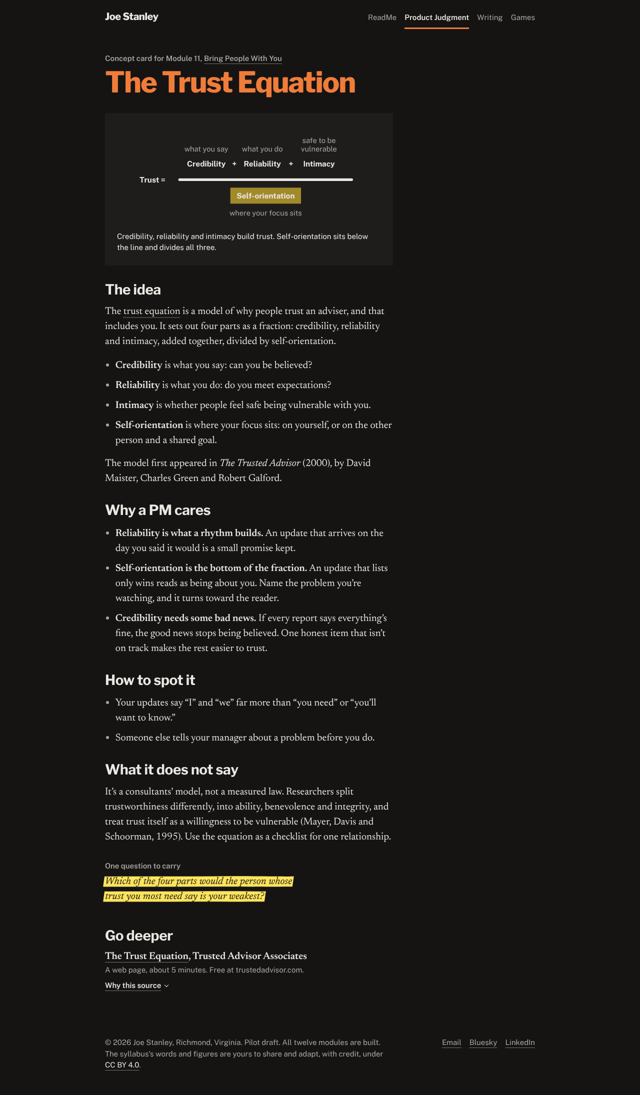 Joe Stanley
ReadMe Product Judgment Writing Games
Concept card for Module 11, Bring People With You
The Trust Equation
what you say what you do safe to be vulnerable
Credibility + Reliability + Intimacy
Trust =
Self-orientation
where your focus sits
Credibility, reliability and intimacy build trust. Self-orientation sits below
the line and divides all three.
The idea
The trust equation is a model of why people trust an adviser, and that
includes you. It sets out four parts as a fraction: credibility, reliability
and intimacy, added together, divided by self-orientation.
• Credibility is what you say: can you be believed?
• Reliability is what you do: do you meet expectations?
• Intimacy is whether people feel safe being vulnerable with you.
• Self-orientation is where your focus sits: on yourself, or on the other
person and a shared goal.
The model first appeared in The Trusted Advisor (2000), by David
Maister, Charles Green and Robert Galford.
Why a PM cares
• Reliability is what a rhythm builds. An update that arrives on the
day you said it would is a small promise kept.
• Self-orientation is the bottom of the fraction. An update that lists
only wins reads as being about you. Name the problem you’re
watching, and it turns toward the reader.
• Credibility needs some bad news. If every report says everything’s
fine, the good news stops being believed. One honest item that isn’t
on track makes the rest easier to trust.
How to spot it
• Your updates say “I” and “we” far more than “you need” or “you’ll
want to know.”
• Someone else tells your manager about a problem before you do.
What it does not say
It’s a consultants’ model, not a measured law. Researchers split
trustworthiness differently, into ability, benevolence and integrity, and
treat trust itself as a willingness to be vulnerable (Mayer, Davis and
Schoorman, 1995). Use the equation as a checklist for one relationship.
One question to carry
Which of the four parts would the person whose
trust you most need say is your weakest?
Go deeper
The Trust Equation, Trusted Advisor Associates
A web page, about 5 minutes. Free at trustedadvisor.com.
Why this source
© 2026 Joe Stanley, Richmond, Virginia. Pilot draft. All twelve modules are built.
The syllabus’s words and figures are yours to share and adapt, with credit, under
CC BY 4.0.
Email Bluesky LinkedIn